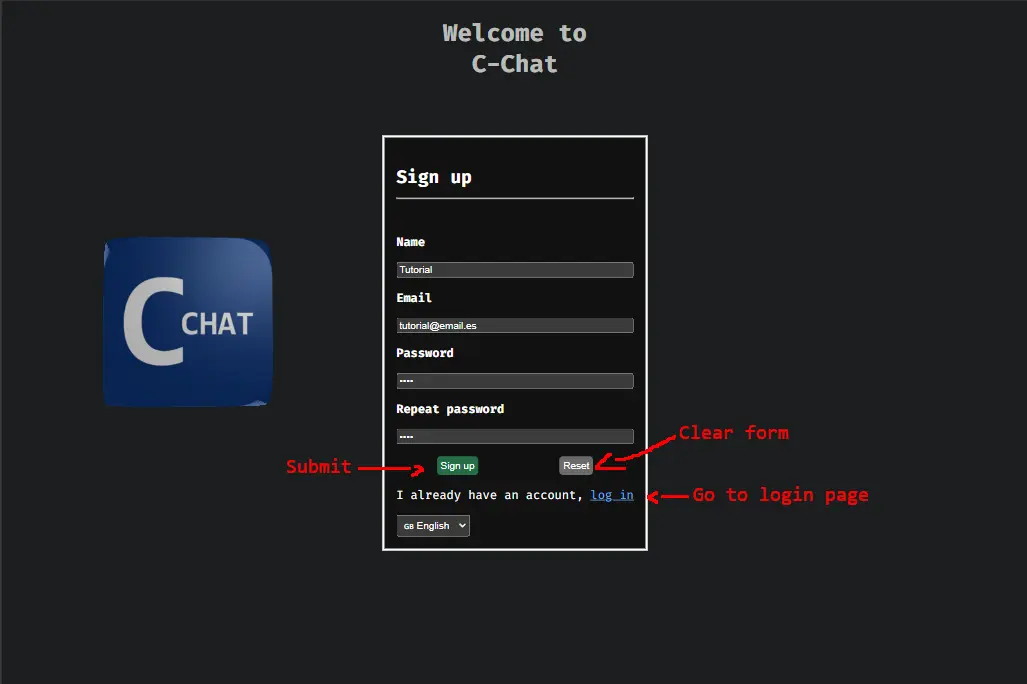 Welcome to
C-Chat
Sign up
Name
Tutorial
Email
tutorial@email.es
Password
••••
Repeat password
••••
C CHAT
Clear form
Submit
Sign up
Reset
I already have an account, log in
Go to login page
GB English